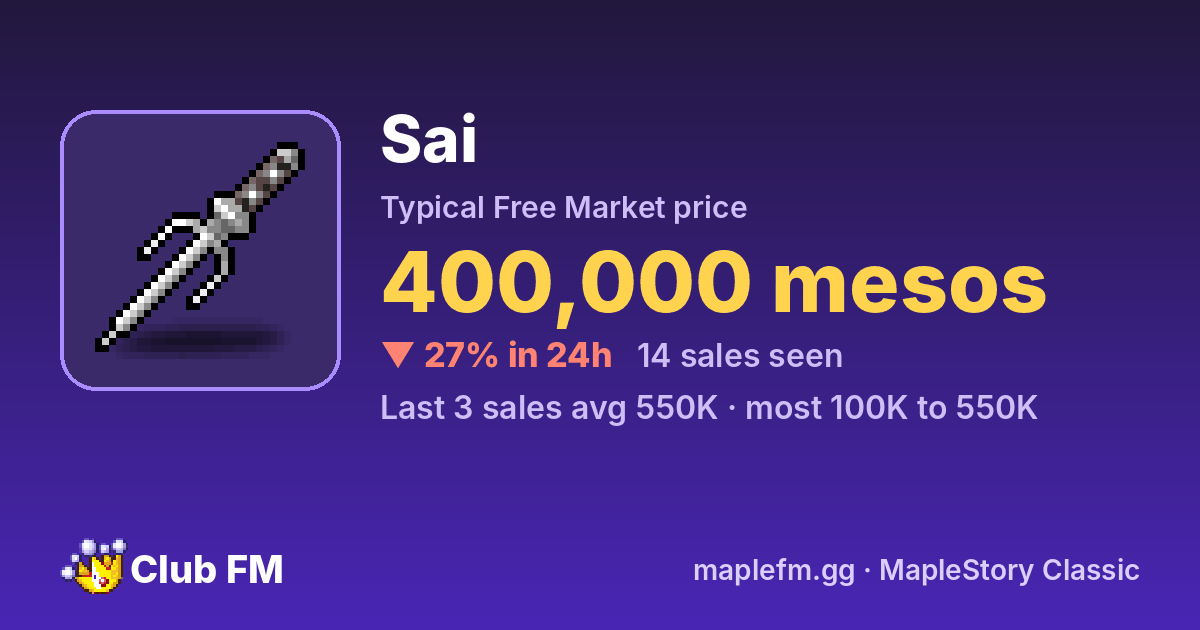 Sai
Typical Free Market price
400,000 mesos
▼ 27% in 24h 14 sales seen
Last 3 sales avg 550K · most 100K to 550K
Club FM
maplefm.gg · MapleStory Classic